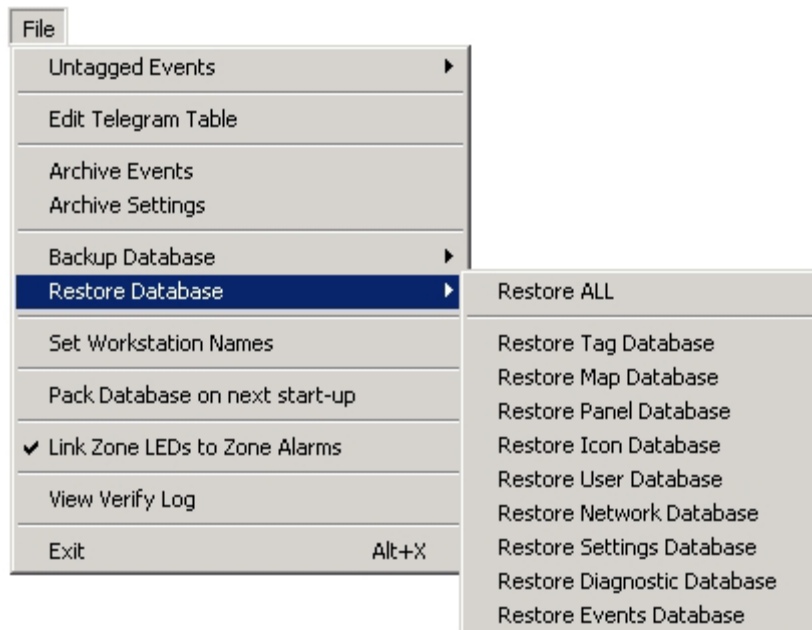 File
Untagged Events
Edit Telegram Table
Archive Events
Archive Settings
Backup Database
Restore Database
Set Workstation Names
Pack Database on next start-up
Link Zone LEDs to Zone Alarms
View Verify Log
Exit Alt+X
Restore ALL
Restore Tag Database
Restore Map Database
Restore Panel Database
Restore Icon Database
Restore User Database
Restore Network Database
Restore Settings Database
Restore Diagnostic Database
Restore Events Database